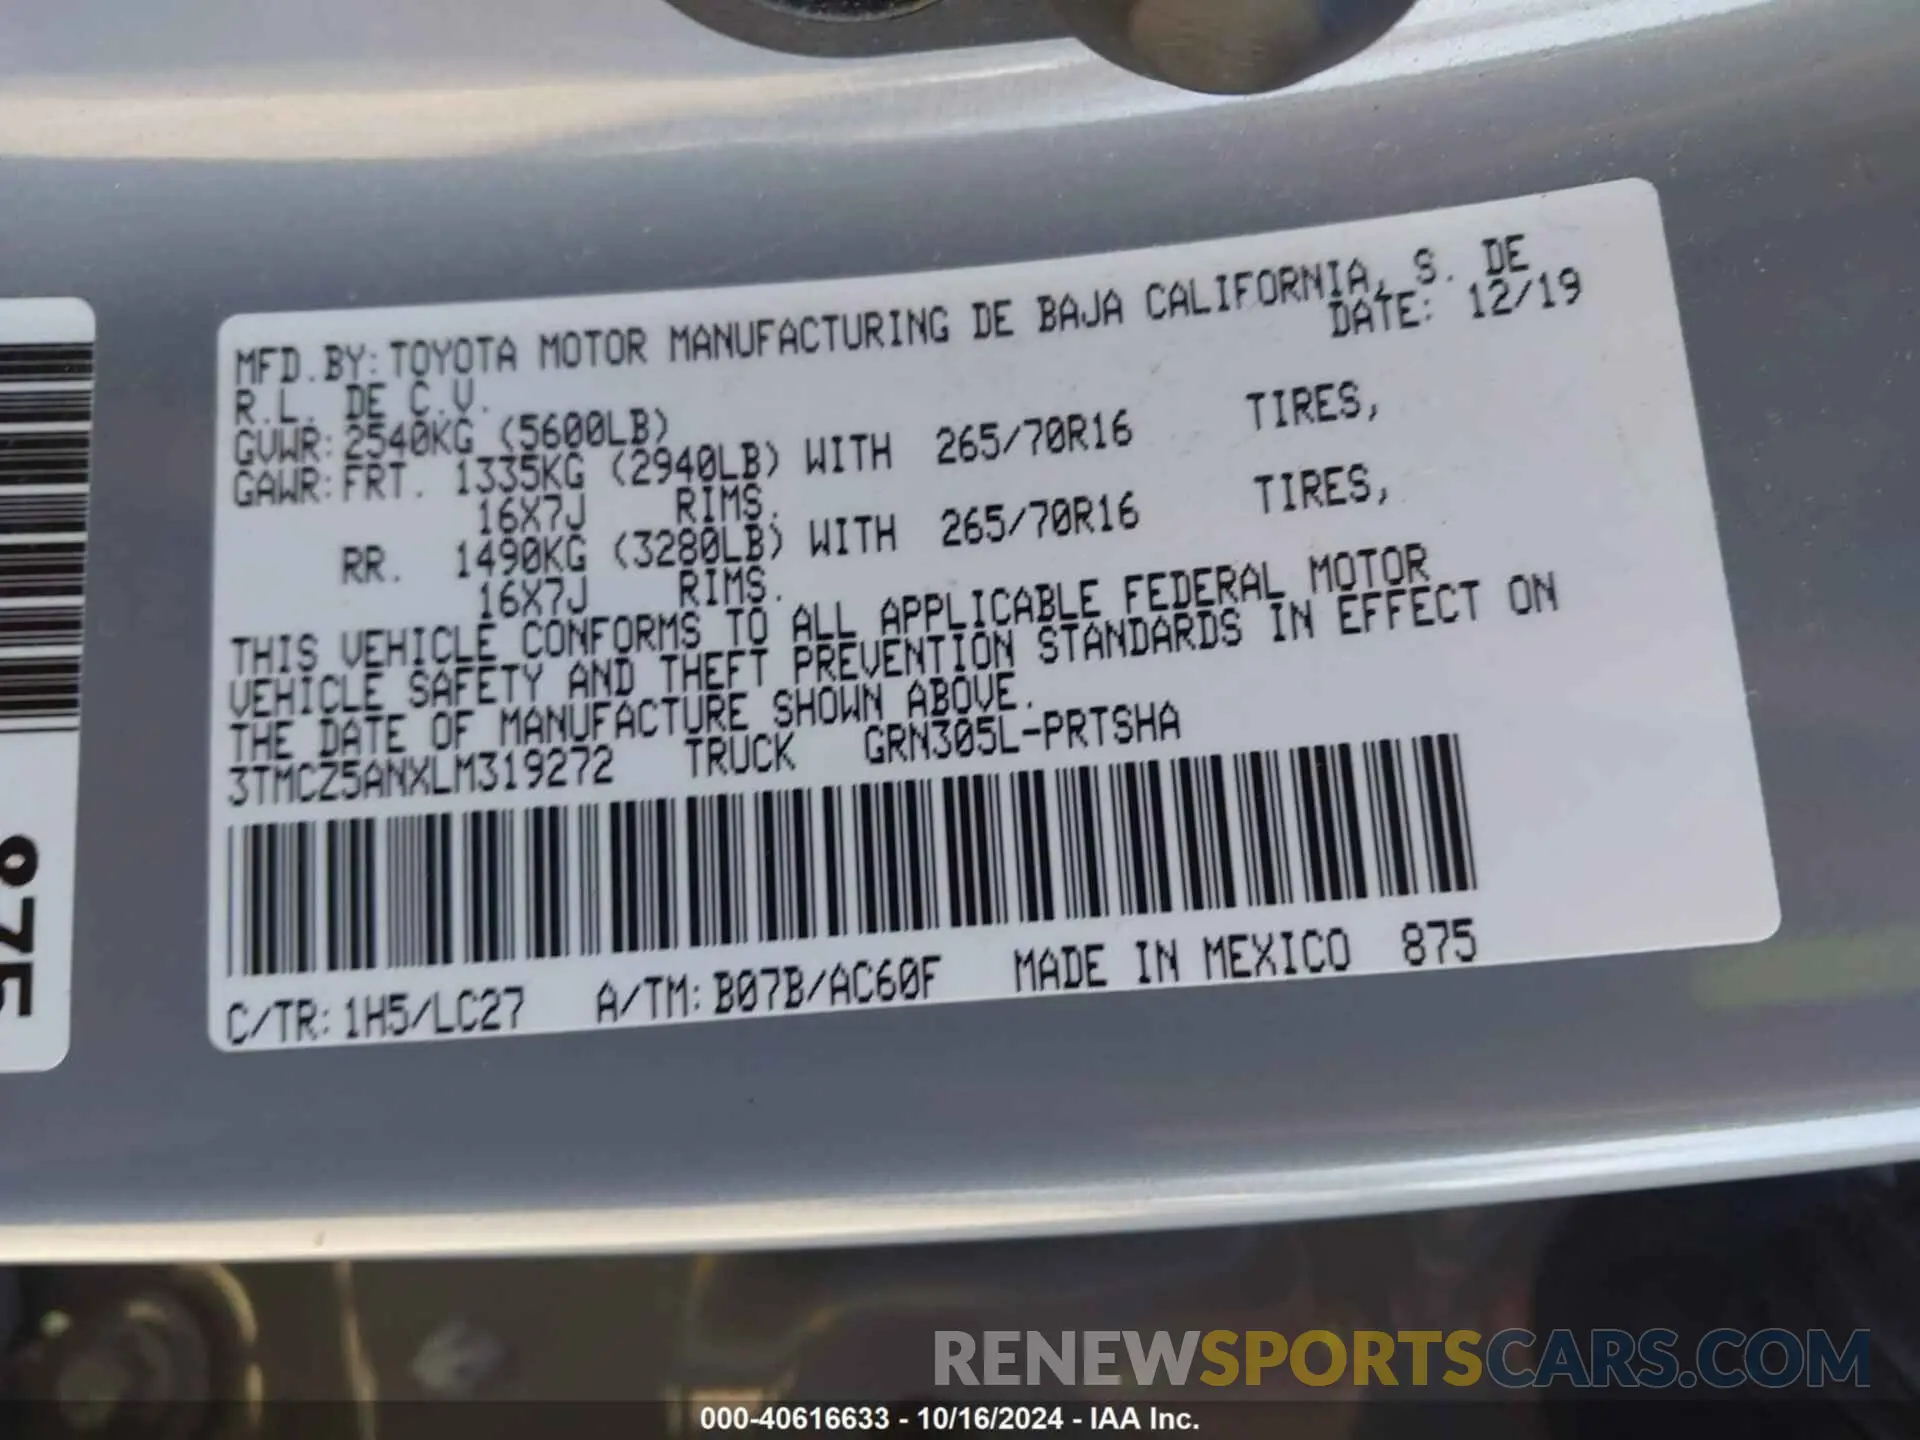 MFD.BY:TOYOTA MOTOR MANUFACTURING DE BAJA CALIFORNIA, S. DE
R.L. DE C.V. DATE: 12/19
GVWR:2540KG (5600LB)
GAWR:FRT. 1335KG (2940LB) WITH 265/70R16 TIRES,
16X7J RIMS.
RR. 1490KG (3280LB) WITH 265/70R16 TIRES,
16X7J RIMS.
THIS VEHICLE CONFORMS TO ALL APPLICABLE FEDERAL MOTOR
VEHICLE SAFETY AND THEFT PREVENTION STANDARDS IN EFFECT ON
THE DATE OF MANUFACTURE SHOWN ABOVE.
3TMCZ5ANXLM319272 TRUCK GRN305L-PRTSHA
C/TR:1H5/LC27 A/TM:B07B/AC60F MADE IN MEXICO 875
875
RENEWSPORTSCARS.COM
000-40616633 - 10/16/2024 - IAA Inc.